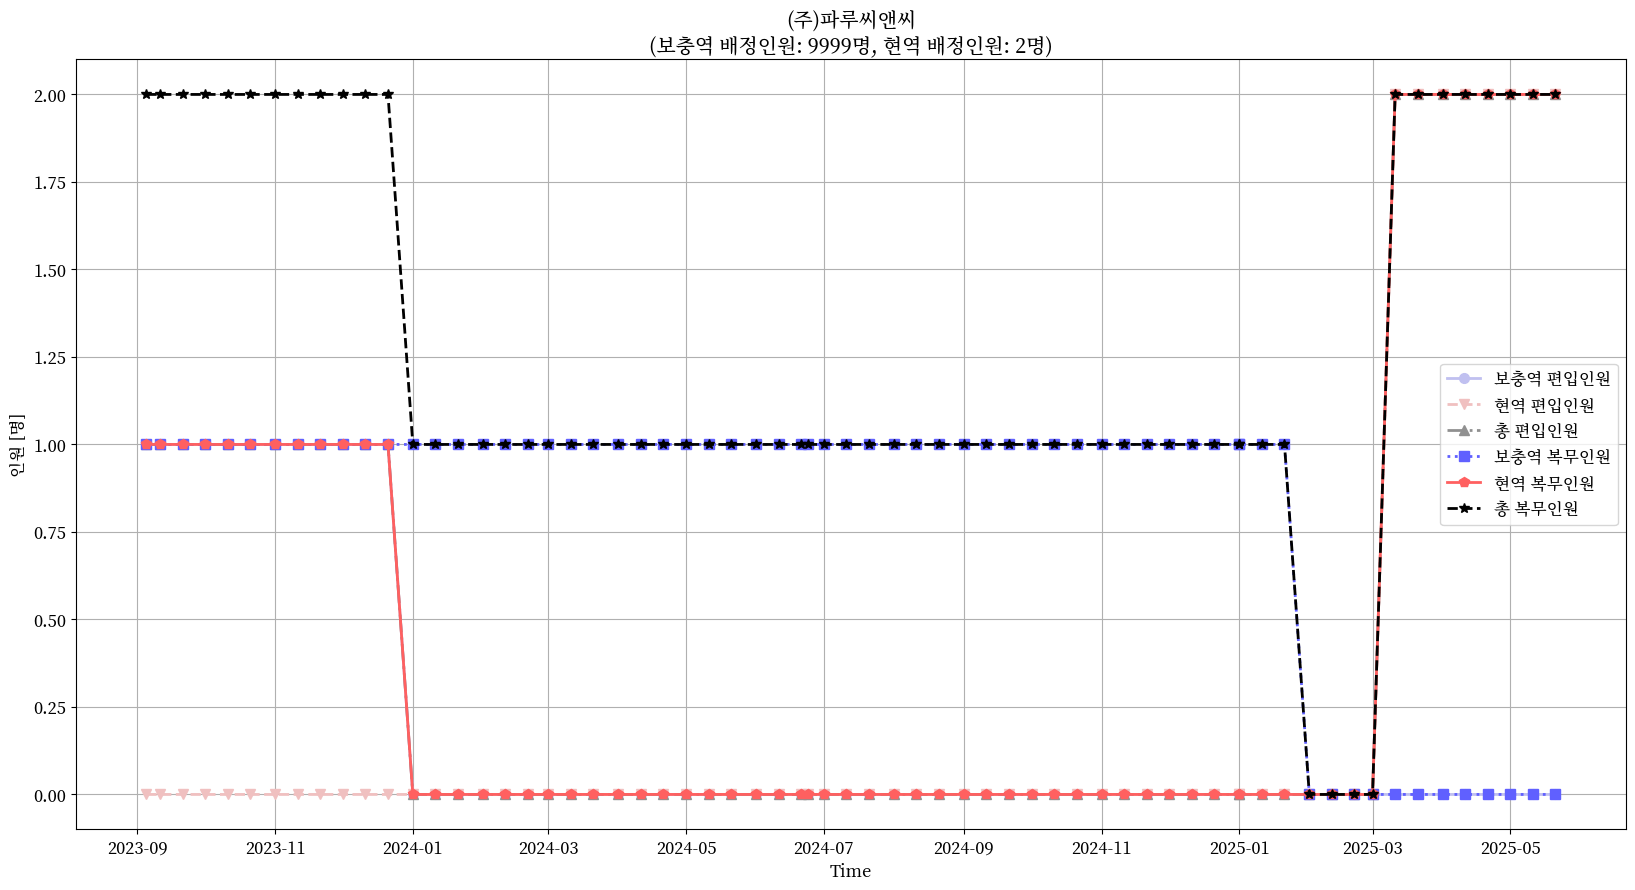 (주)파루씨앤씨
(보충역 배정인원: 9999명, 현역 배정인원: 2명)
인원 [명]
2.00
1.75
1.50
1.25
1.00
0.75
0.50
0.25
0.00
보충역 편입인원
현역 편입인원
총 편입인원
보충역 복무인원
현역 복무인원
총 복무인원
2023-09 2023-11 2024-01 2024-03 2024-05 2024-07 2024-09 2024-11 2025-01 2025-03 2025-05
Time